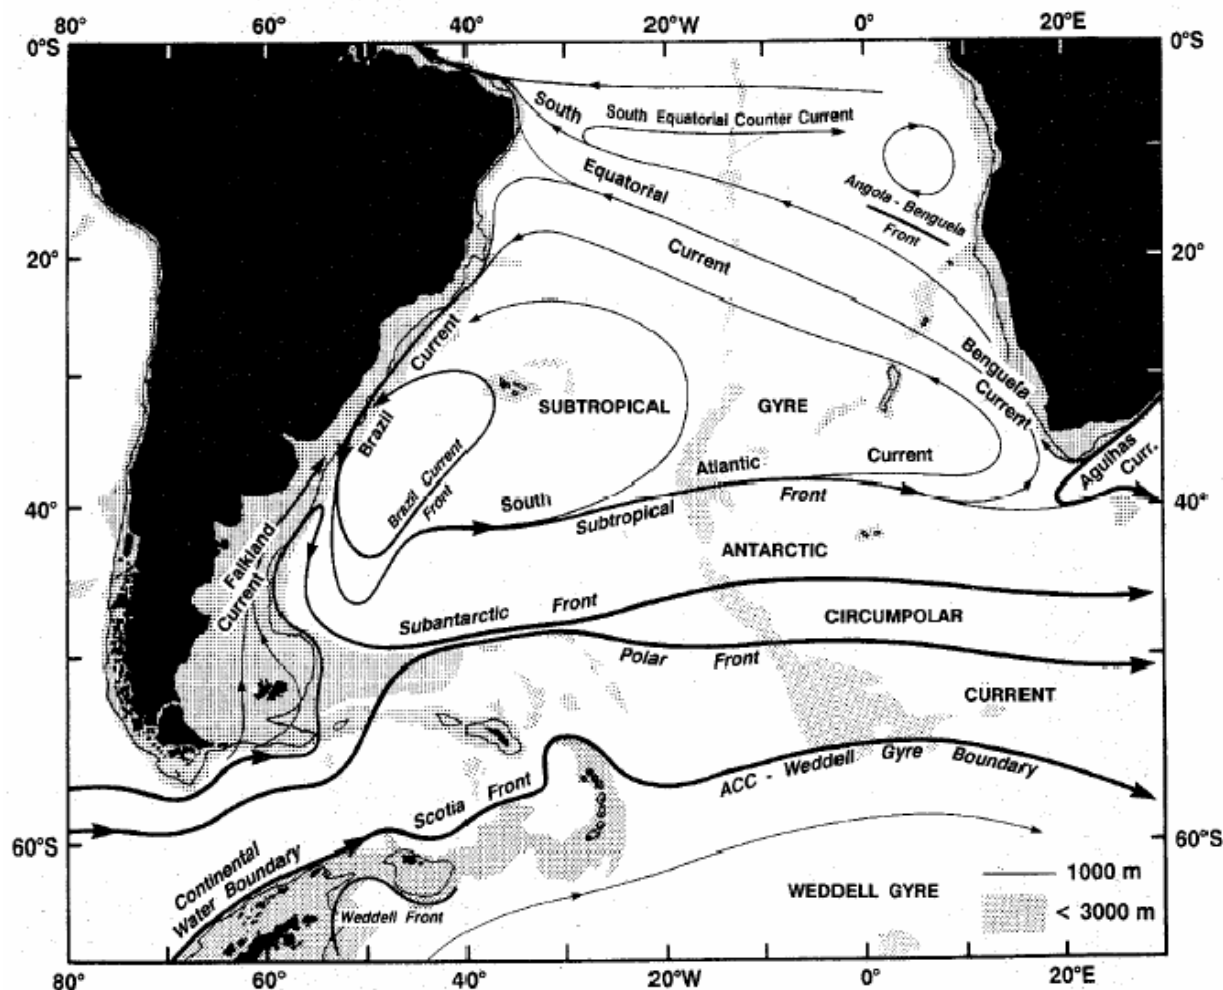 80°
60°
40°
20°W
0°
20°E
0°S
0°S
South
South Equatorial Counter Current
Equatorial
Angola - Benguela
Front
20°
20°
Current
Current
Benguela
Current
SUBTROPICAL
GYRE
Brazil
Brazil Current
Front
Atlantic
Current
Agulhas
Curr.
South
Subtropical
Front
40°
40°
Falkland
Current
ANTARCTIC
Subantarctic Front
CIRCUMPOLAR
Polar Front
CURRENT
ACC - Weddell Gyre Boundary
Scotia Front
60°S
60°S
Continental
Water Boundary
Weddell Front
WEDDELL GYRE
1000 m
< 3000 m
80°
60°
40°
20°W
0°
20°E